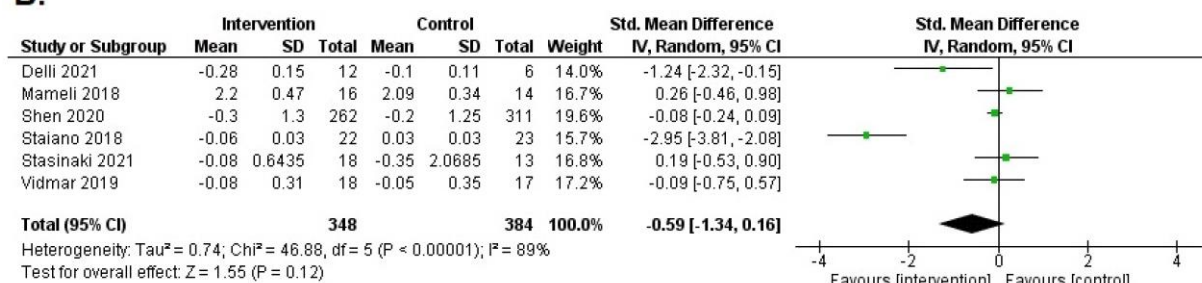 B.
Intervention Control Std. Mean Difference Std. Mean Difference
Study or Subgroup Mean SD Total Mean SD Total Weight IV, Random, 95% CI IV, Random, 95% CI
Delli 2021 -0.28 0.15 12 -0.1 0.11 6 14.0% -1.24 [-2.32, -0.15]
Mameli 2018 2.2 0.47 16 2.09 0.34 14 16.7% 0.26 [-0.46, 0.98]
Shen 2020 -0.3 1.3 262 -0.2 1.25 311 19.6% -0.08 [-0.24, 0.09]
Staiano 2018 -0.06 0.03 22 0.03 0.03 23 15.7% -2.95 [-3.81, -2.08]
Stasinaki 2021 -0.08 0.6435 18 -0.35 2.0685 13 16.8% 0.19 [-0.53, 0.90]
Vidmar 2019 -0.08 0.31 18 -0.05 0.35 17 17.2% -0.09 [-0.75, 0.57]
Total (95% CI) 348 384 100.0% -0.59 [-1.34, 0.16]
Heterogeneity: Tau² = 0.74; Chi² = 46.88, df = 5 (P < 0.00001); I² = 89%
Test for overall effect: Z = 1.55 (P = 0.12)
-4 -2 0 2 4
Favours [intervention] Favours [control]